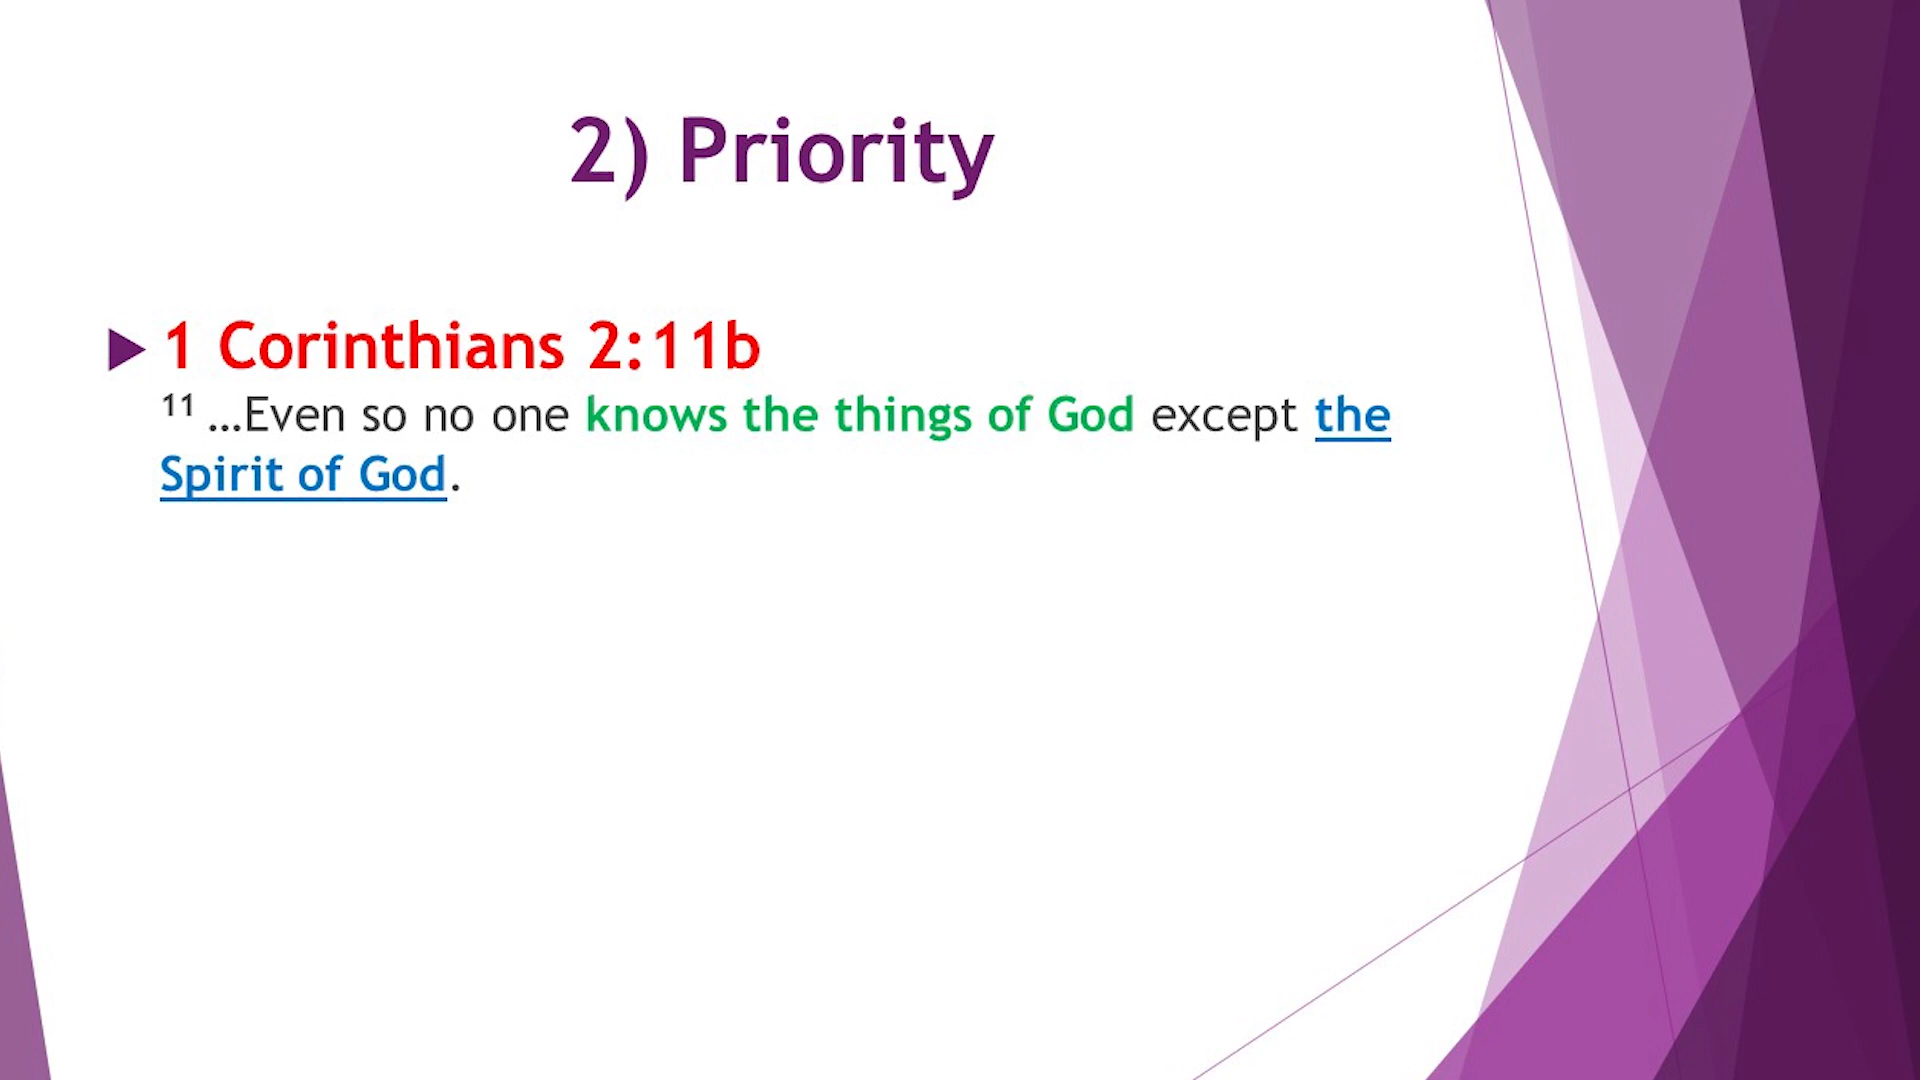 2) Priority
1 Corinthians 2:11b
11 ...Even so no one knows the things of God except the
Spirit of God.